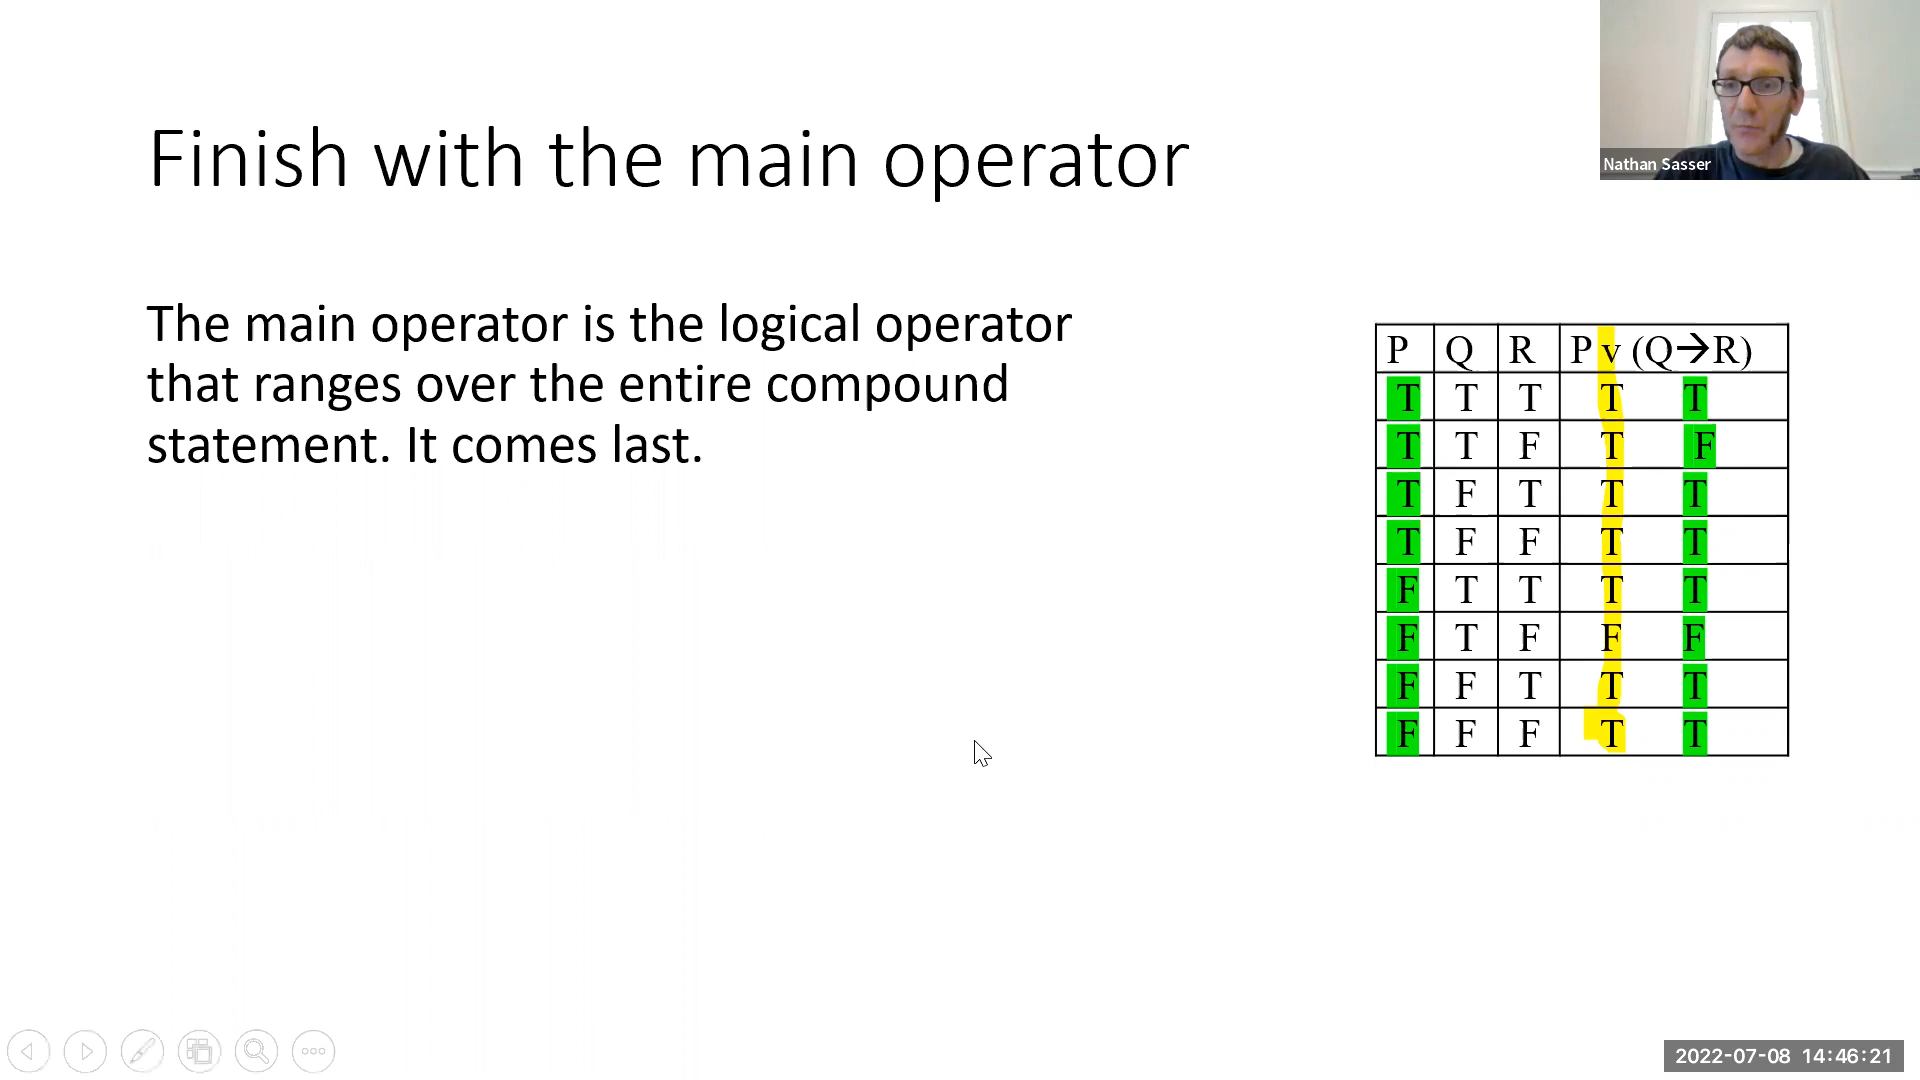 Finish with the main operator
Nathan Sasser
The main operator is the logical operator
that ranges over the entire compound
statement. It comes last.
P Q R P v (Q→R)
T T T T T
T T F T F
T F T T T
T F F T T
F T T T T
F T F F F
F F T T T
F F F T T
2022-07-08 14:46:21